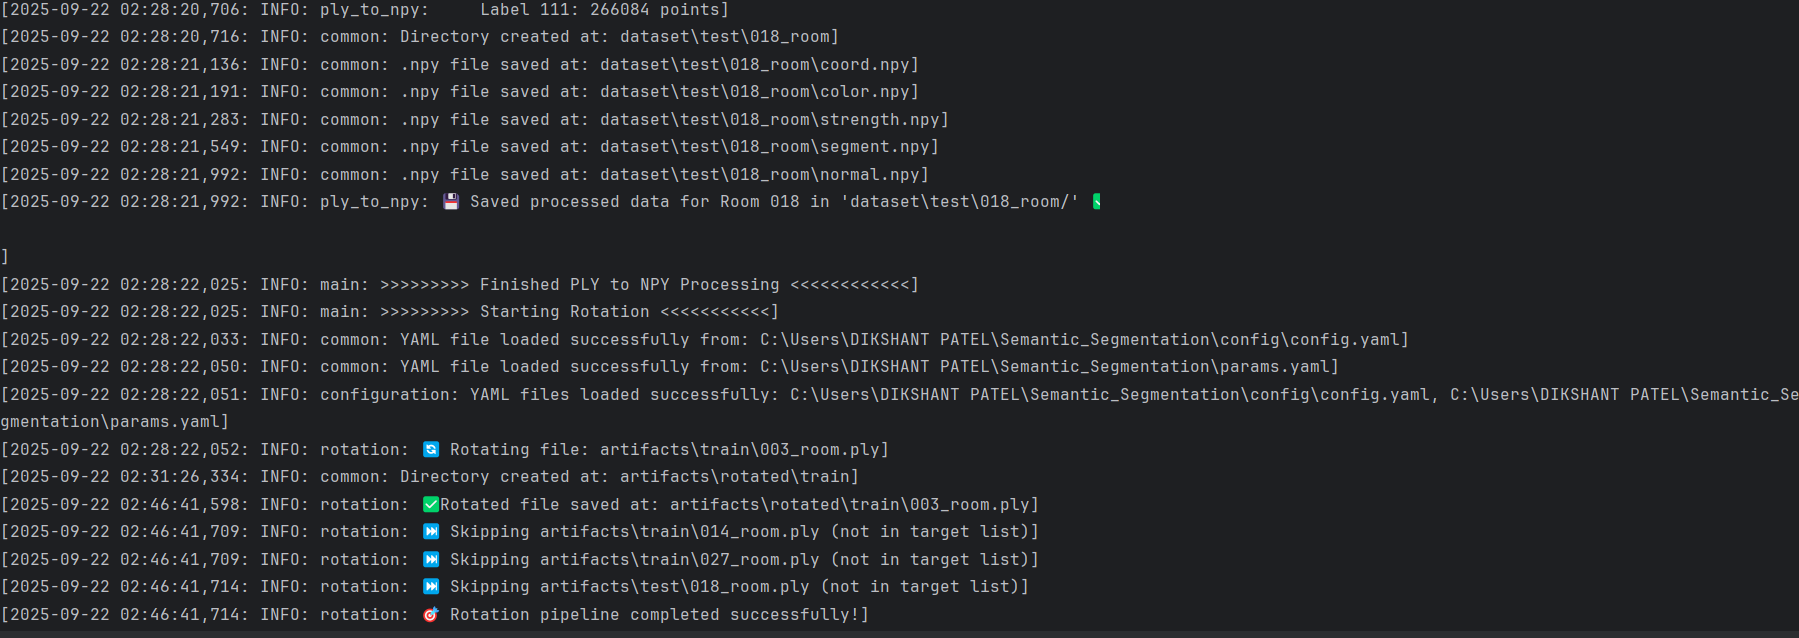 [2025-09-22 02:28:20,706: INFO: ply_to_npy:     Label 111: 266084 points]
[2025-09-22 02:28:20,716: INFO: common: Directory created at: dataset\test\018_room]
[2025-09-22 02:28:21,136: INFO: common: .npy file saved at: dataset\test\018_room\coord.npy]
[2025-09-22 02:28:21,191: INFO: common: .npy file saved at: dataset\test\018_room\color.npy]
[2025-09-22 02:28:21,283: INFO: common: .npy file saved at: dataset\test\018_room\strength.npy]
[2025-09-22 02:28:21,549: INFO: common: .npy file saved at: dataset\test\018_room\segment.npy]
[2025-09-22 02:28:21,992: INFO: common: .npy file saved at: dataset\test\018_room\normal.npy]
[2025-09-22 02:28:21,992: INFO: ply_to_npy: 💾 Saved processed data for Room 018 in 'dataset\test\018_room/' ✅
]
[2025-09-22 02:28:22,025: INFO: main: >>>>>>>>> Finished PLY to NPY Processing <<<<<<<<<<<<]
[2025-09-22 02:28:22,025: INFO: main: >>>>>>>>> Starting Rotation <<<<<<<<<<<]
[2025-09-22 02:28:22,033: INFO: common: YAML file loaded successfully from: C:\Users\DIKSHANT PATEL\Semantic_Segmentation\config\config.yaml]
[2025-09-22 02:28:22,050: INFO: common: YAML file loaded successfully from: C:\Users\DIKSHANT PATEL\Semantic_Segmentation\params.yaml]
[2025-09-22 02:28:22,051: INFO: configuration: YAML files loaded successfully: C:\Users\DIKSHANT PATEL\Semantic_Segmentation\config\config.yaml, C:\Users\DIKSHANT PATEL\Semantic_Se
gmentation\params.yaml]
[2025-09-22 02:28:22,052: INFO: rotation: 🔄 Rotating file: artifacts\train\003_room.ply]
[2025-09-22 02:31:26,334: INFO: common: Directory created at: artifacts\rotated\train]
[2025-09-22 02:46:41,598: INFO: rotation: ✅Rotated file saved at: artifacts\rotated\train\003_room.ply]
[2025-09-22 02:46:41,709: INFO: rotation: ⏭ Skipping artifacts\train\014_room.ply (not in target list)]
[2025-09-22 02:46:41,709: INFO: rotation: ⏭ Skipping artifacts\train\027_room.ply (not in target list)]
[2025-09-22 02:46:41,714: INFO: rotation: ⏭ Skipping artifacts\test\018_room.ply (not in target list)]
[2025-09-22 02:46:41,714: INFO: rotation: 🎯 Rotation pipeline completed successfully!]